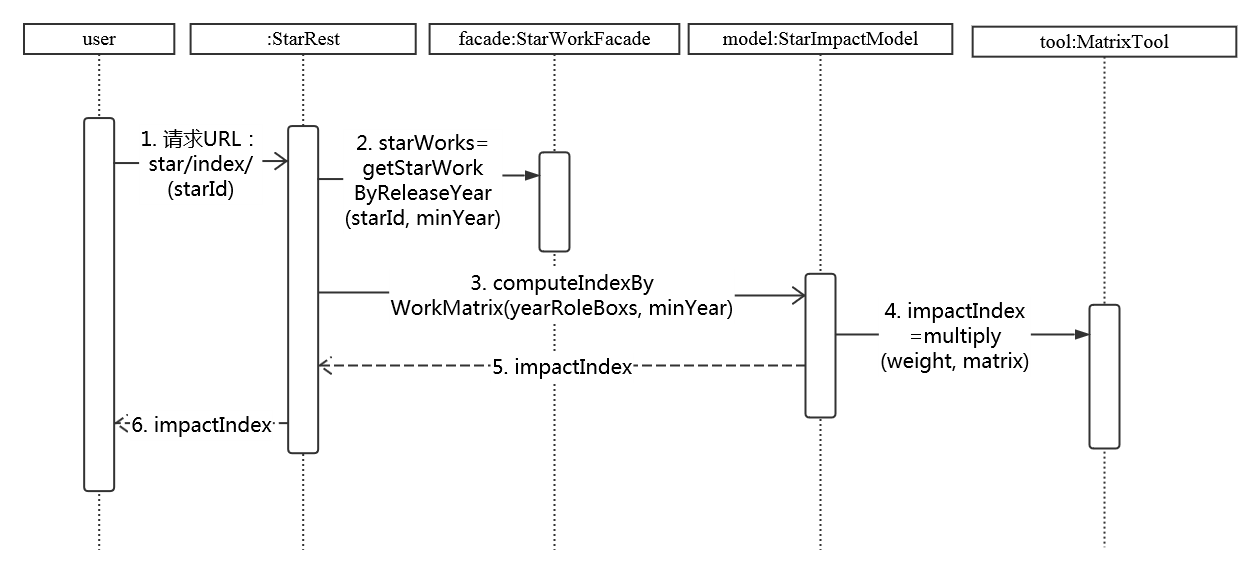 user
:StarRest
facade:StarWorkFacade
model:StarImpactModel
tool:MatrixTool
1. 请求URL：
star/index/
(starId)
2. starWorks=
getStarWork
ByReleaseYear
(starId, minYear)
3. computeIndexBy
WorkMatrix(yearRoleBoxs, minYear)
4. impactIndex
=multiply
(weight, matrix)
5. impactIndex
6. impactIndex